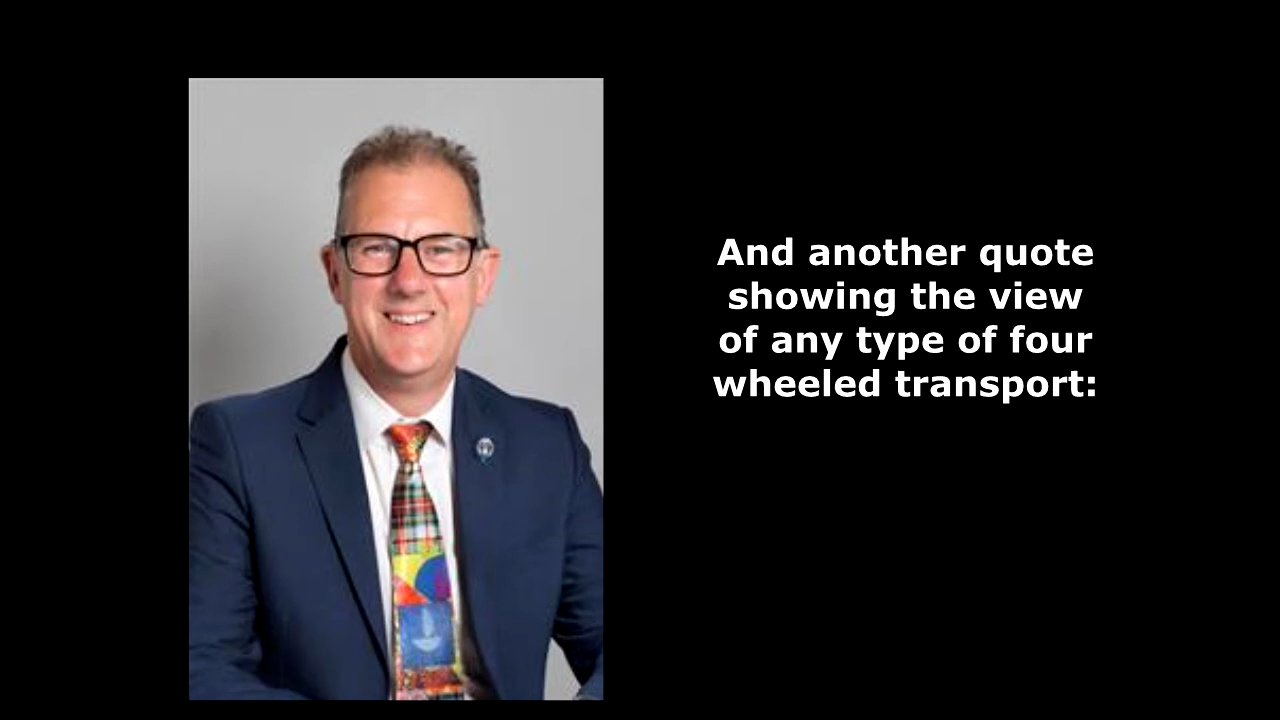 And another quote
showing the view
of any type of four
wheeled transport: